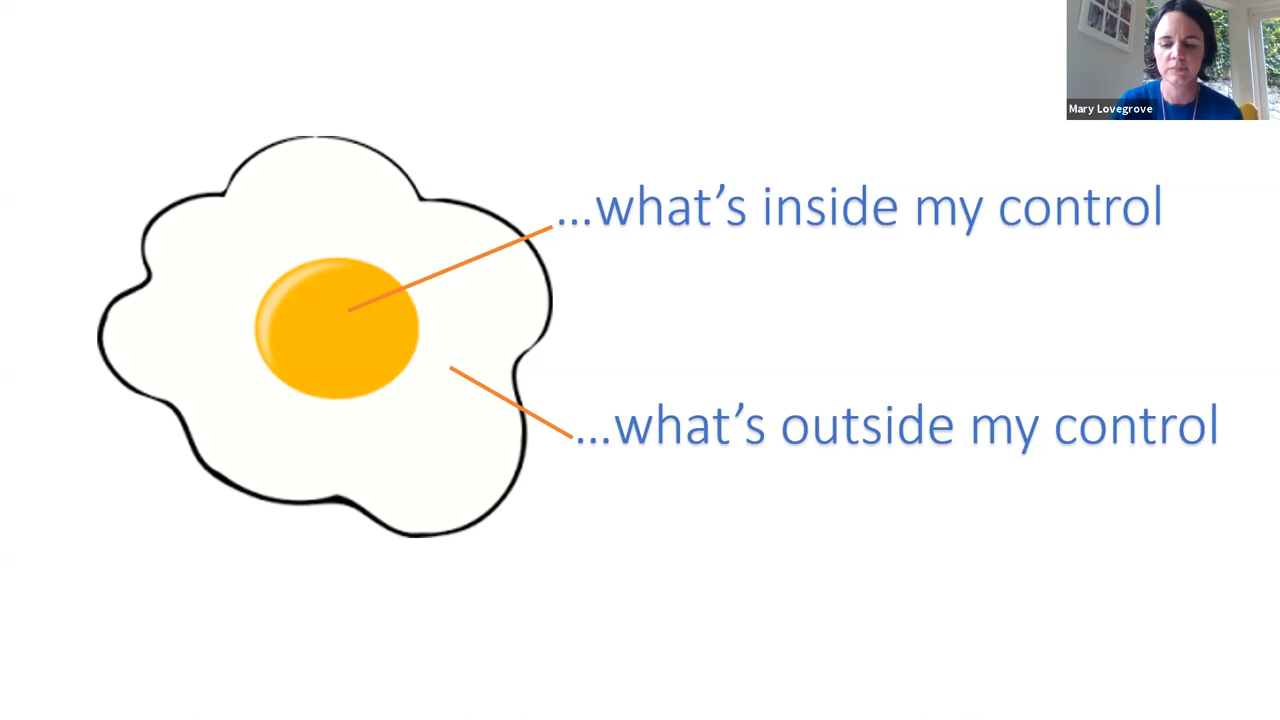 Mary Lovegrove
...what's inside my control
...what's outside my control